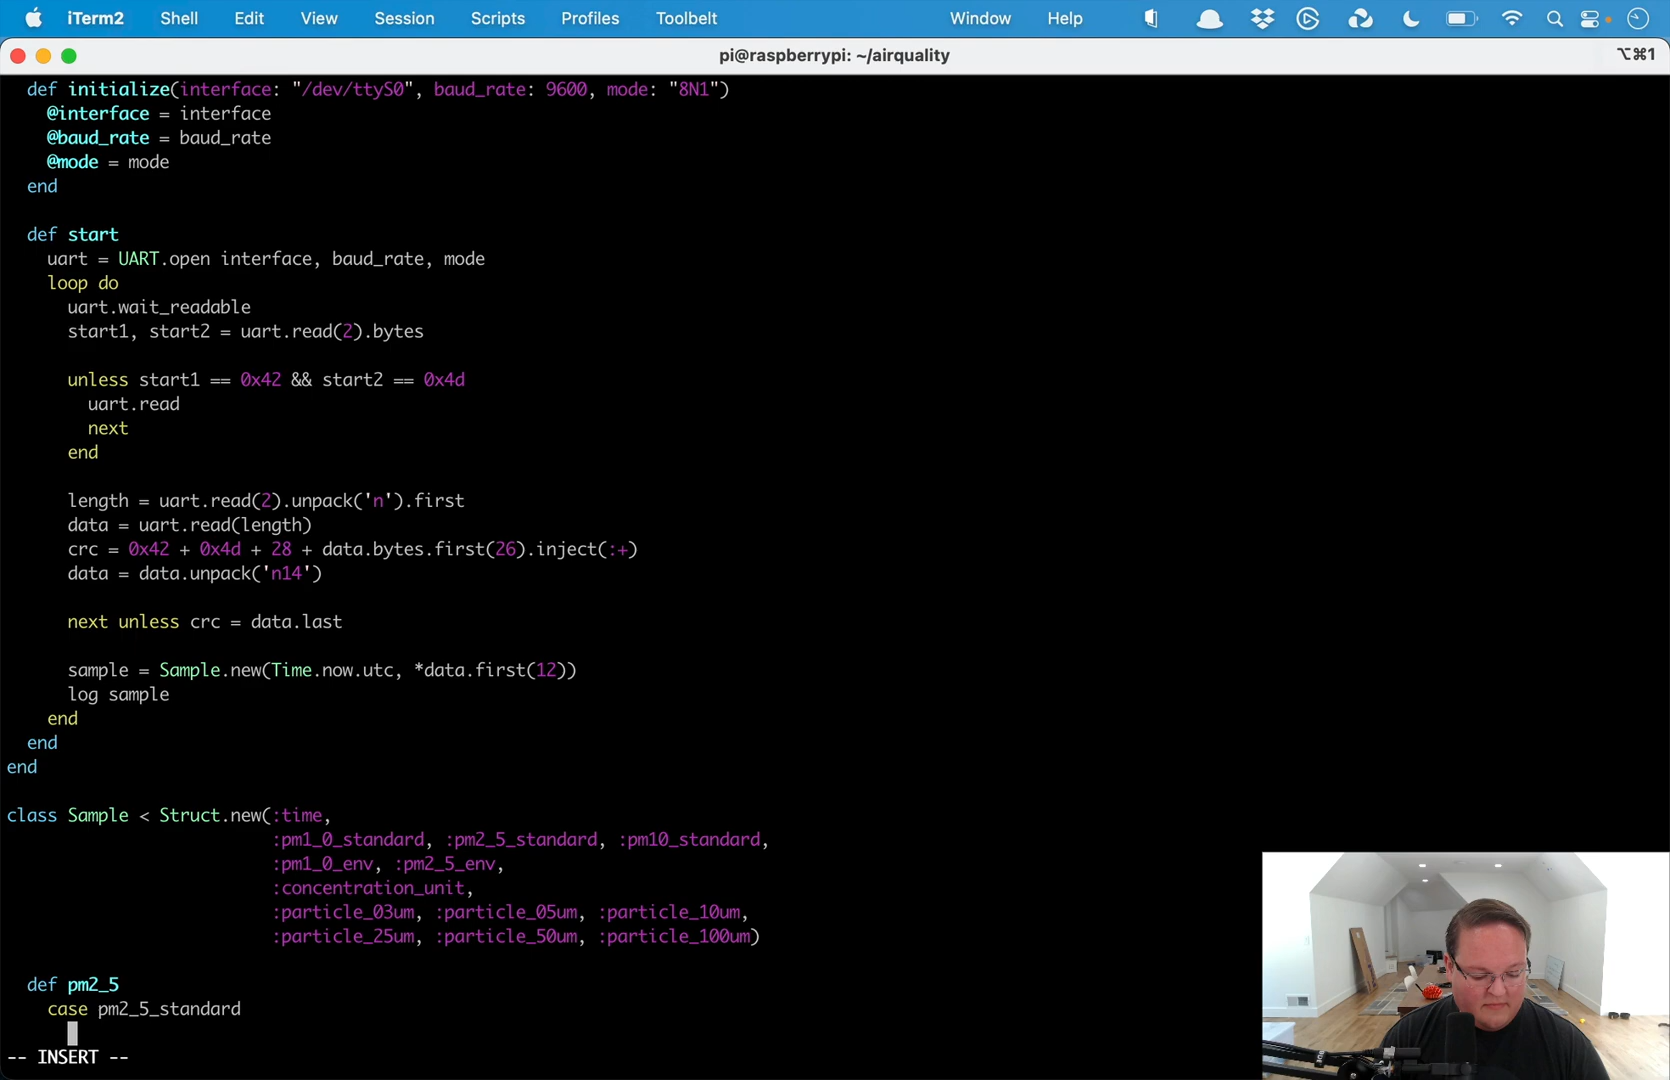 iTerm2 Shell Edit View Session Scripts Profiles Toolbelt Window Help
pi@raspberrypi: ~/airquality ⌥⌘1
def initialize(interface: "/dev/ttyS0", baud_rate: 9600, mode: "8N1")
@interface = interface
@baud_rate = baud_rate
@mode = mode
end
def start
uart = UART.open interface, baud_rate, mode
loop do
uart.wait_readable
start1, start2 = uart.read(2).bytes
unless start1 == 0x42 && start2 == 0x4d
uart.read
next
end
length = uart.read(2).unpack('n').first
data = uart.read(length)
crc = 0x42 + 0x4d + 28 + data.bytes.first(26).inject(:+)
data = data.unpack('n14')
next unless crc = data.last
sample = Sample.new(Time.now.utc, *data.first(12))
log sample
end
end
end
class Sample < Struct.new(:time,
:pm1_0_standard, :pm2_5_standard, :pm10_standard,
:pm1_0_env, :pm2_5_env,
:concentration_unit,
:particle_03um, :particle_05um, :particle_10um,
:particle_25um, :particle_50um, :particle_100um)
def pm2_5
case pm2_5_standard
-- INSERT --